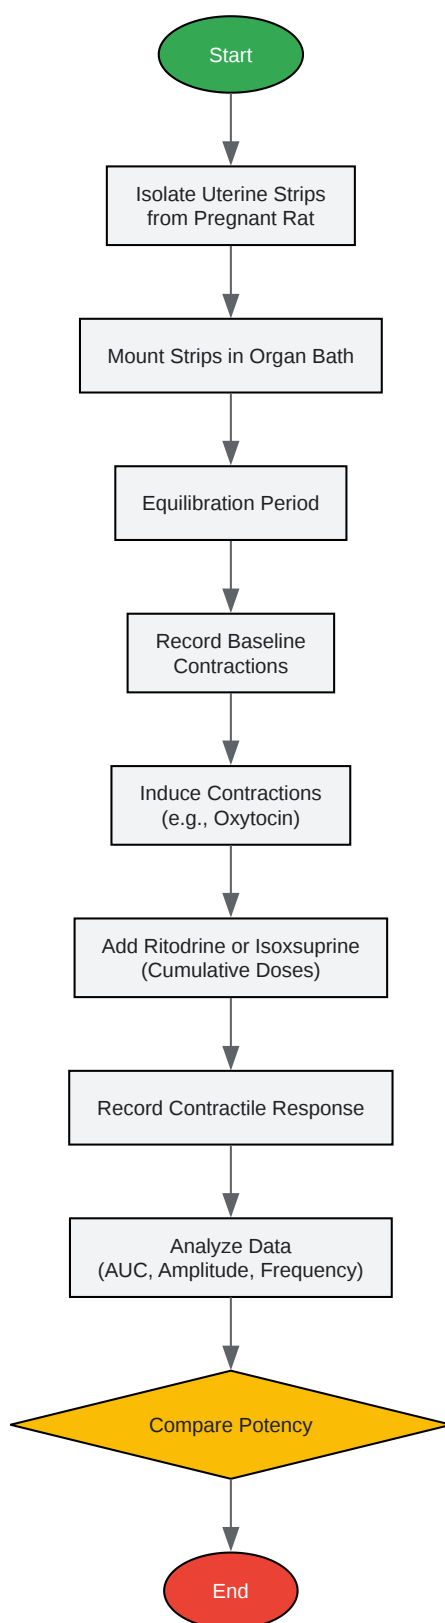 Start
Isolate Uterine Strips
from Pregnant Rat
Mount Strips in Organ Bath
Equilibration Period
Record Baseline
Contractions
Induce Contractions
(e.g., Oxytocin)
Add Ritodrine or Isoxsuprine
(Cumulative Doses)
Record Contractile Response
Analyze Data
(AUC, Amplitude, Frequency)
Compare Potency
End